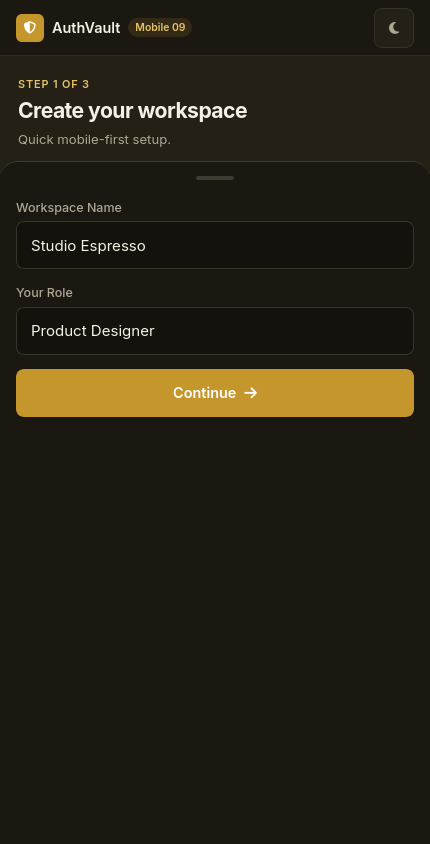 AuthVault Mobile 09
STEP 1 OF 3
Create your workspace
Quick mobile-first setup.
Workspace Name
Studio Espresso
Your Role
Product Designer
Continue →